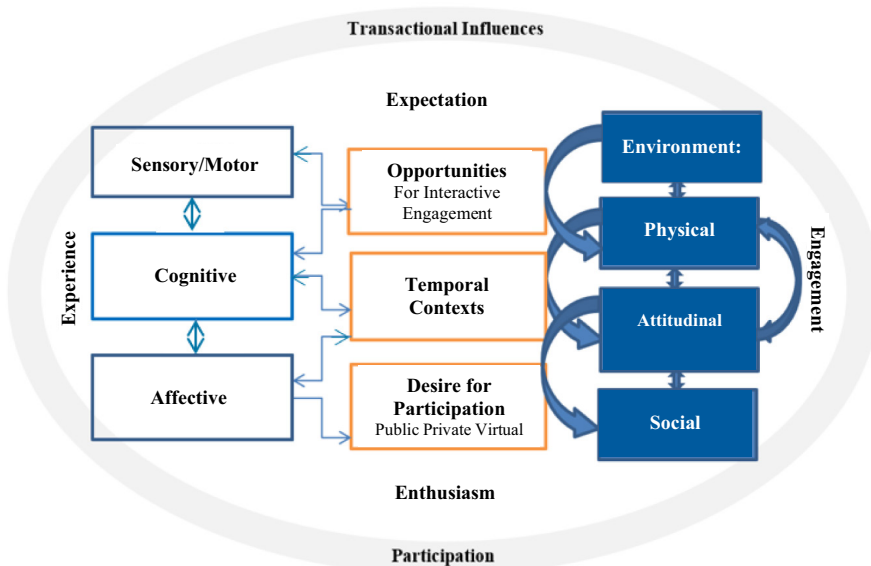 Transactional Influences
Expectation
Experience
Sensory/Motor
Cognitive
Affective
Opportunities
For Interactive
Engagement
Temporal
Contexts
Desire for
Participation
Public Private Virtual
Environment:
Physical
Attitudinal
Social
Engagement
Enthusiasm
Participation